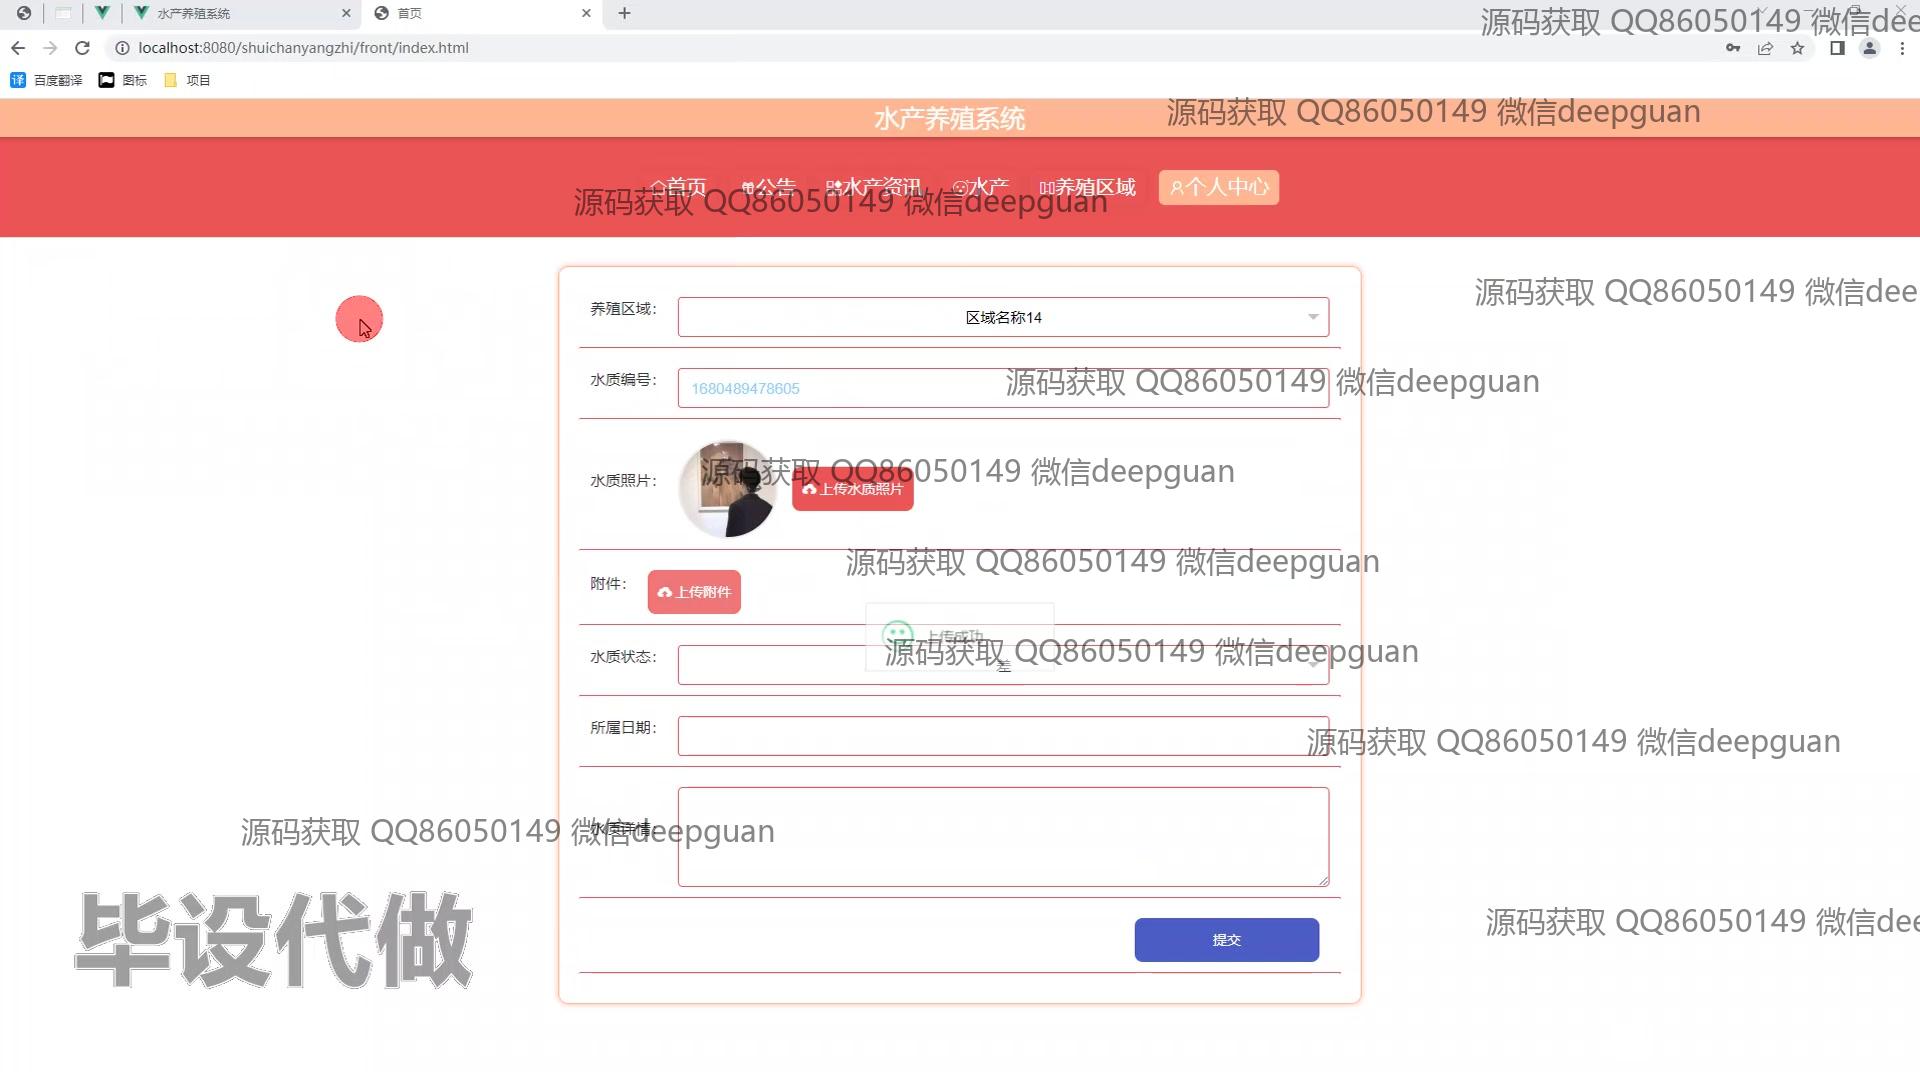 水产养殖系统
首页
源码获取 QQ86050149 微信dee
localhost:8080/shuichanyangzhi/front/index.html
百度翻译
图标
项目
水产养殖系统
源码获取 QQ86050149 微信deepguan
首页
公告
水产资讯
水产
养殖区域
个人中心
源码获取 QQ86050149 微信deepguan
源码获取 QQ86050149 微信dee
养殖区域：
区域名称14
水质编号：
1680489478605
源码获取 QQ86050149 微信deepguan
水质照片：
上传水质照片
源码获取 QQ86050149 微信deepguan
源码获取 QQ86050149 微信deepguan
附件：
上传附件
上传成功
水质状态：
差
源码获取 QQ86050149 微信deepguan
所属日期：
源码获取 QQ86050149 微信deepguan
水质详情：
源码获取 QQ86050149 微信deepguan
毕设代做
源码获取 QQ86050149 微信dee
提交